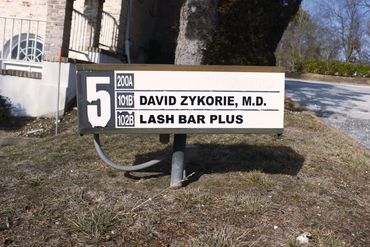 5
200A
101B DAVID ZYKORIE, M.D.
102B LASH BAR PLUS